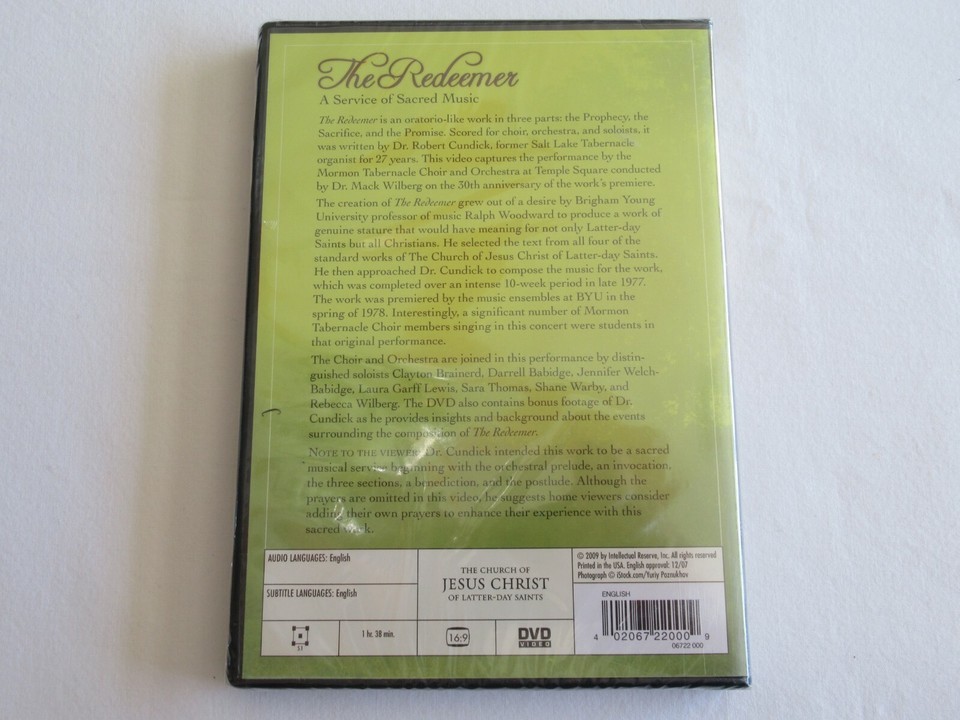 The Redeemer
A Service of Sacred Music
The Redeemer is an oratorio-like work in three parts: the Prophecy, the
Sacrifice, and the Promise. Scored for choir, orchestra, and soloists, it
was written by Dr. Robert Cundick, former Salt Lake Tabernacle
organist for 27 years. This video captures the performance by the
Mormon Tabernacle Choir and Orchestra at Temple Square conducted
by Dr. Mack Wilberg on the 30th anniversary of the work's premiere.
The creation of The Redeemer grew out of a desire by Brigham Young
University professor of music Ralph Woodward to produce a work of
genuine stature that would have meaning for not only Latter-day
Saints but all Christians. He selected the text from all four of the
standard works of The Church of Jesus Christ of Latter-day Saints.
He then approached Dr. Cundick to compose the music for the work,
which was completed over an intense 10-week period in late 1977.
The work was premiered by the music ensembles at BYU in the
spring of 1978. Interestingly, a significant number of Mormon
Tabernacle Choir members singing in this concert were students in
that original performance.
The Choir and Orchestra are joined in this performance by distin-
guished soloists Clayton Brainerd, Darrell Babidge, Jennifer Welch-
Babidge, Laura Garff Lewis, Sara Thomas, Shane Warby, and
Rebecca Wilberg. The DVD also contains bonus footage of Dr.
Cundick as he provides insights and background about the events
surrounding the composition of The Redeemer.
NOTE TO THE VIEWER: Dr. Cundick intended this work to be a sacred
musical service beginning with the orchestral prelude, an invocation,
the three sections, a benediction, and the postlude. Although the
prayers are omitted in this video, he suggests home viewers consider
adding their own prayers to enhance their experience with this
sacred work.
AUDIO LANGUAGES: English
SUBTITLE LANGUAGES: English
5.1
1 hr. 38 min.
THE CHURCH OF
JESUS CHRIST
OF LATTER-DAY SAINTS
16:9
DVD
VIDEO
© 2009 by Intellectual Reserve, Inc. All rights reserved
Printed in the USA. English approval: 12/07
Photograph © iStock.com/Yuriy Poznukhov
ENGLISH
4 02067 22000 9
06722 000